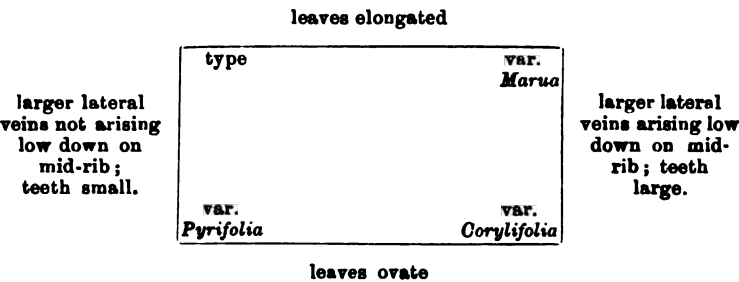 leaves elongated
type
var.
Marua
larger lateral
veins not arising
low down on
mid-rib;
teeth small.
larger lateral
veins arising low
down on mid-
rib; teeth
large.
var.
Pyrifolia
var.
Corylifolia
leaves ovate